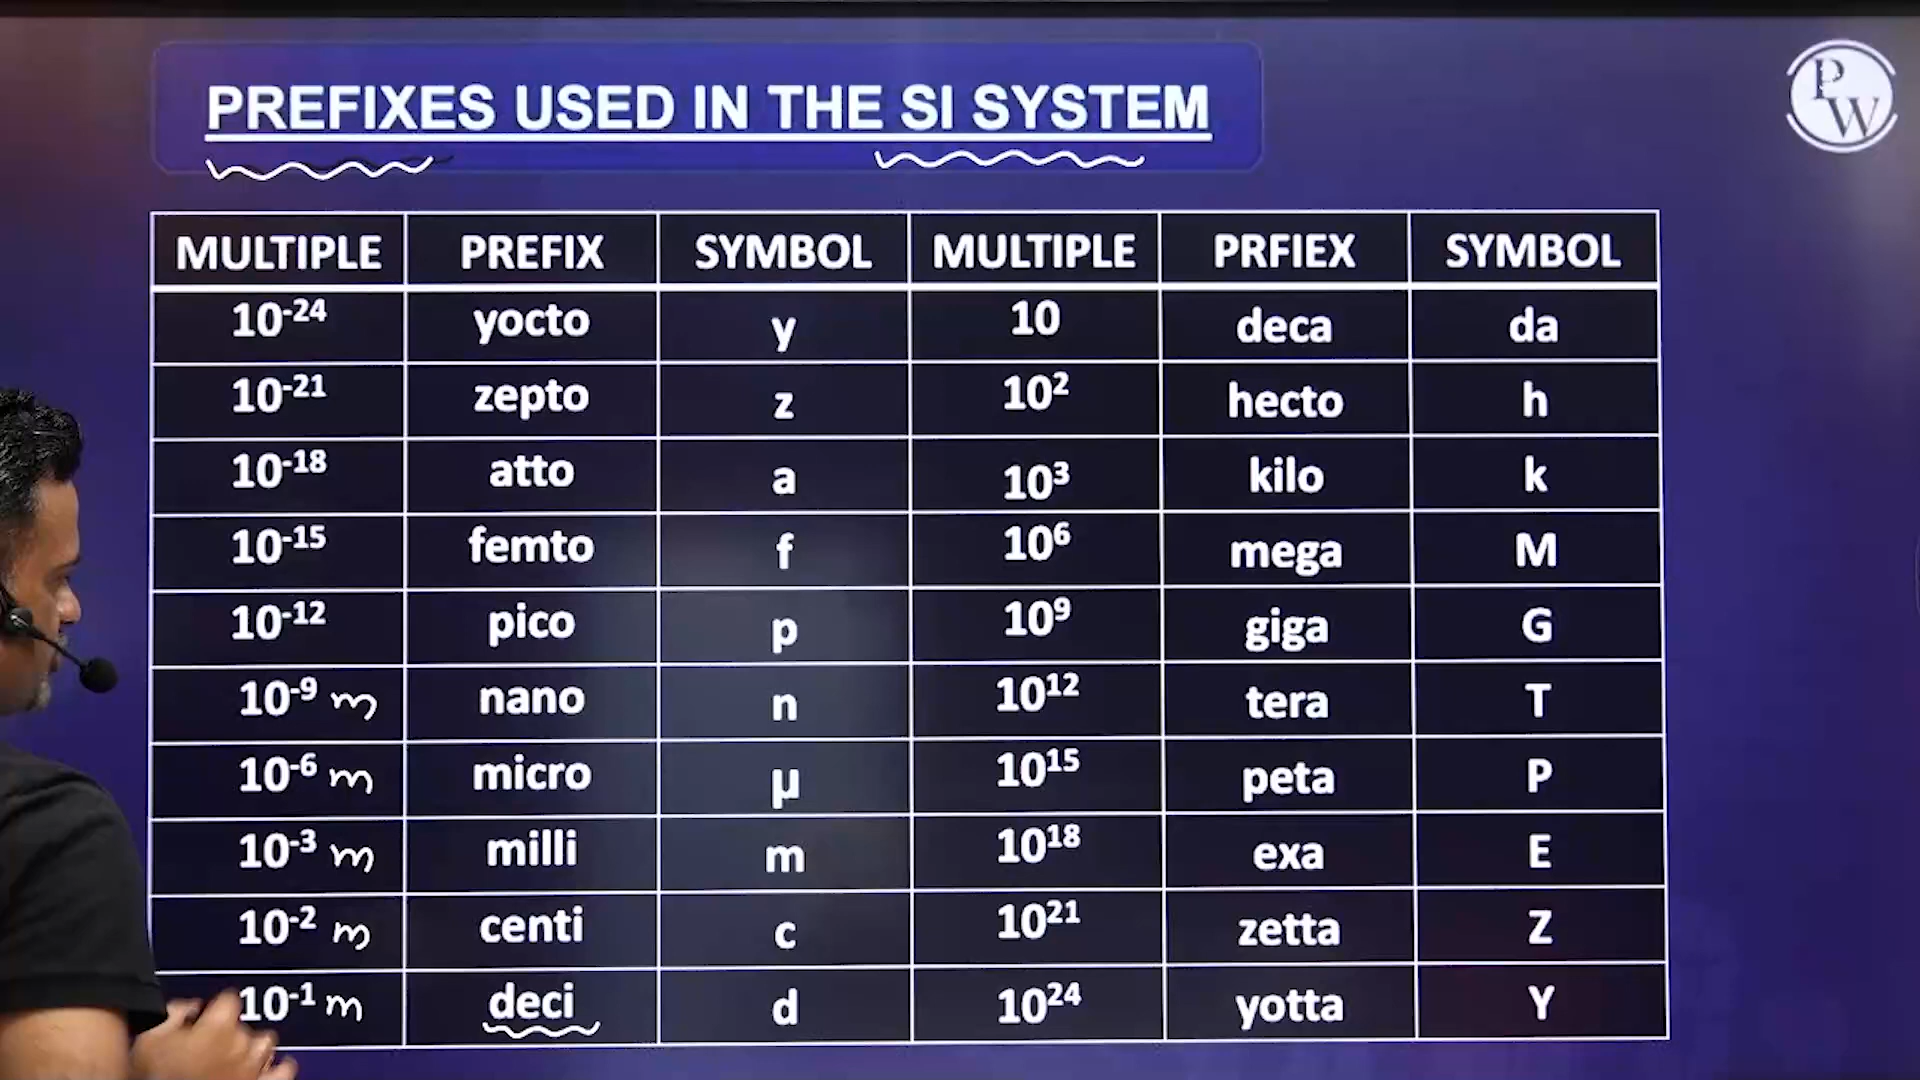 PREFIXES USED IN THE SI SYSTEM
PW
MULTIPLE PREFIX SYMBOL MULTIPLE PRFIEX SYMBOL
10⁻²⁴ yocto y 10 deca da
10⁻²¹ zepto z 10² hecto h
10⁻¹⁸ atto a 10³ kilo k
10⁻¹⁵ femto f 10⁶ mega M
10⁻¹² pico p 10⁹ giga G
10⁻⁹ m nano n 10¹² tera T
10⁻⁶ m micro μ 10¹⁵ peta P
10⁻³ m milli m 10¹⁸ exa E
10⁻² m centi c 10²¹ zetta Z
10⁻¹ m deci d 10²⁴ yotta Y